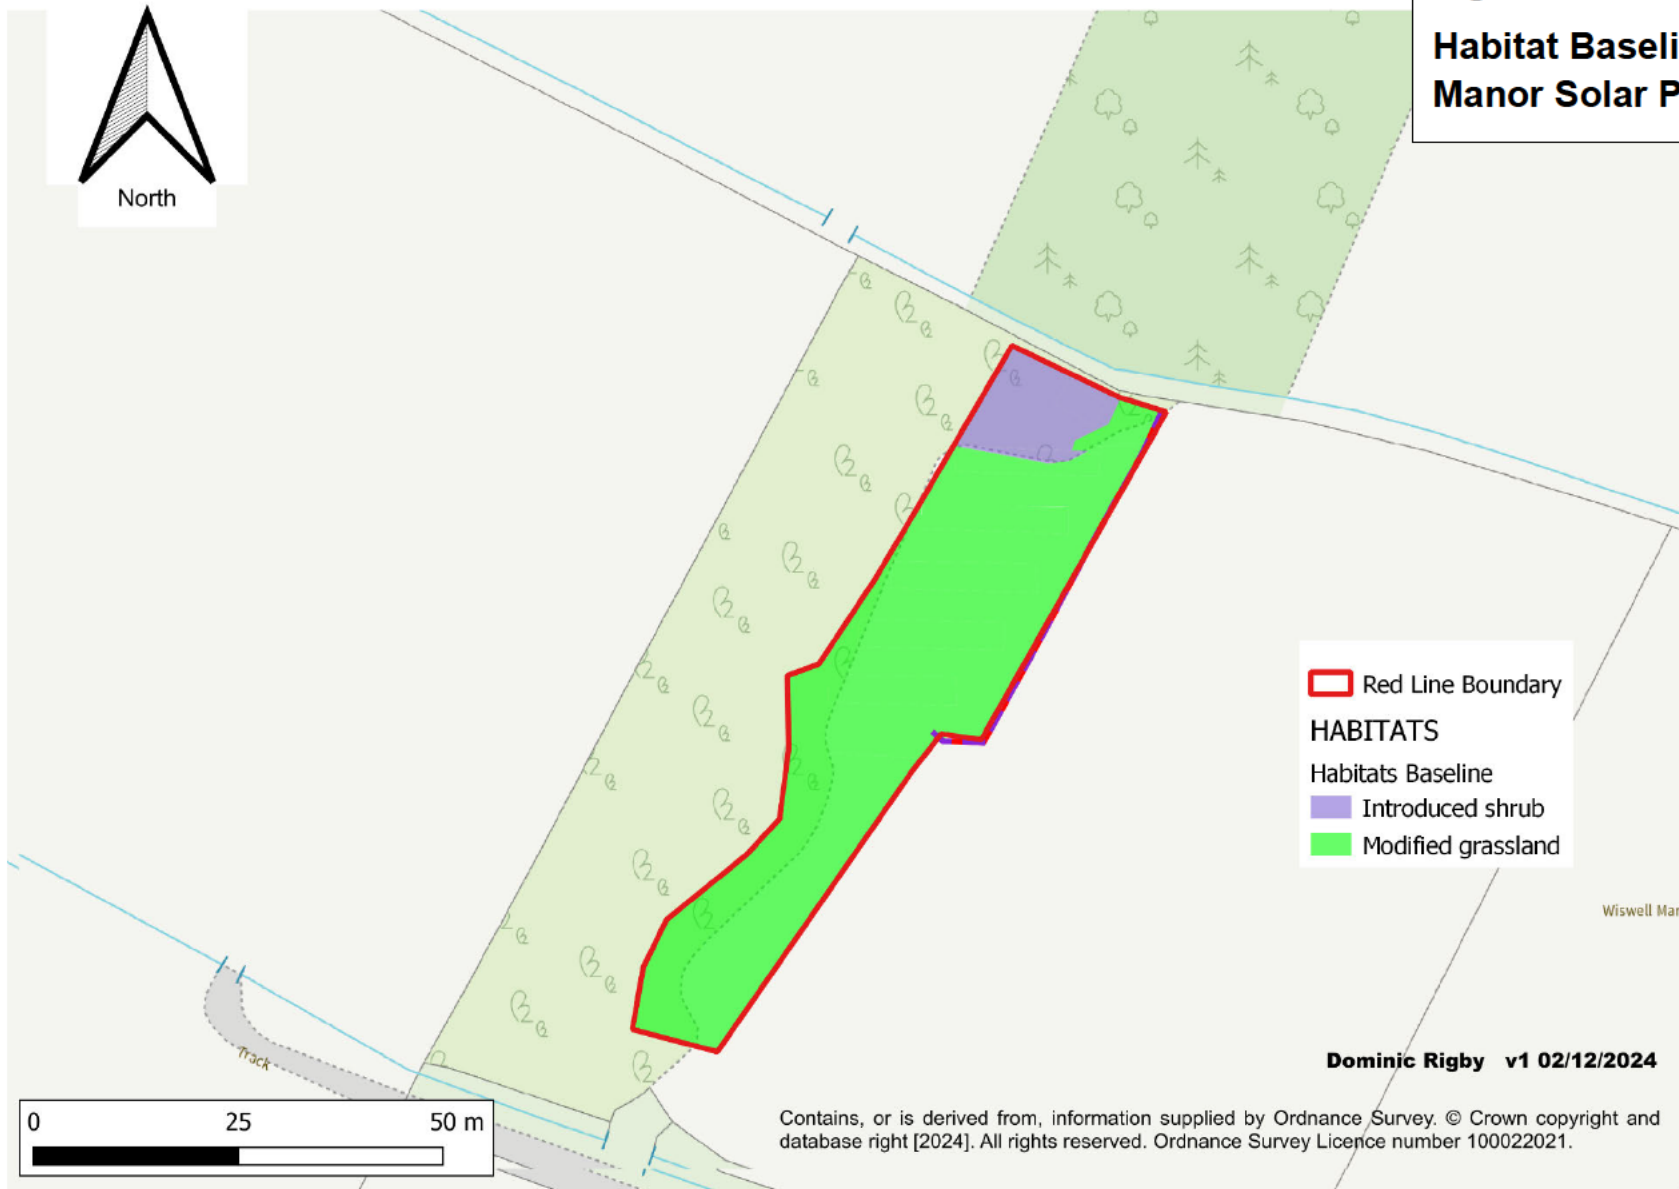 Habitat Baseli
Manor Solar P
North
Red Line Boundary
HABITATS
Habitats Baseline
Introduced shrub
Modified grassland
Wiswell Mar
Track
Dominic Rigby v1 02/12/2024
0 25 50 m
Contains, or is derived from, information supplied by Ordnance Survey. © Crown copyright and
database right [2024]. All rights reserved. Ordnance Survey Licence number 100022021.